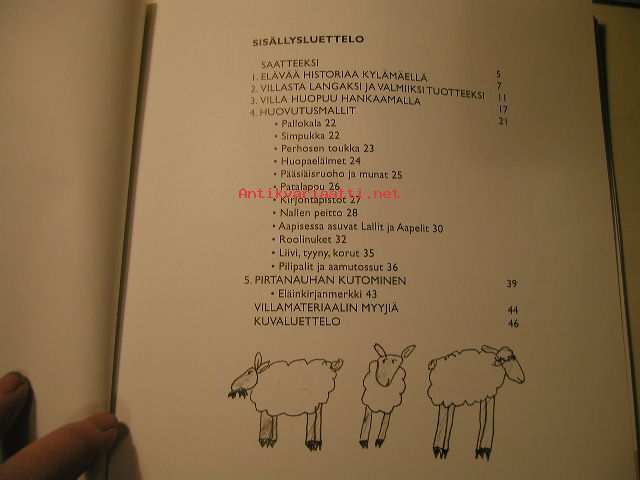 SISÄLLYSLUETTELO
SAATTEEKSI 5
1. ELÄVÄÄ HISTORIAA KYLÄMÄELLÄ 7
2. VILLASTA LANGAKSI JA VALMIIKSI TUOTTEEKSI 11
3. VILLA HUOPUU HANKAAMALLA 17
4. HUOVUTUSMALLIT 21
• Pallokala 22
• Simpukka 22
• Perhosen toukka 23
• Huopaeläimet 24
• Pääsiäisruoho ja munat 25
• Patalappu 26
Antikvariaatti.net
• Kirjontapistot 27
• Nallen peitto 28
• Aapisessa asuvat Lallit ja Aapelit 30
• Roolinuket 32
• Liivi, tyyny, korut 35
• Pilipalit ja aamutossut 36
5. PIRTANAUHAN KUTOMINEN 39
• Eläinkirjanmerkki 43
VILLAMATERIAALIN MYYJIÄ 44
KUVALUETTELO 46